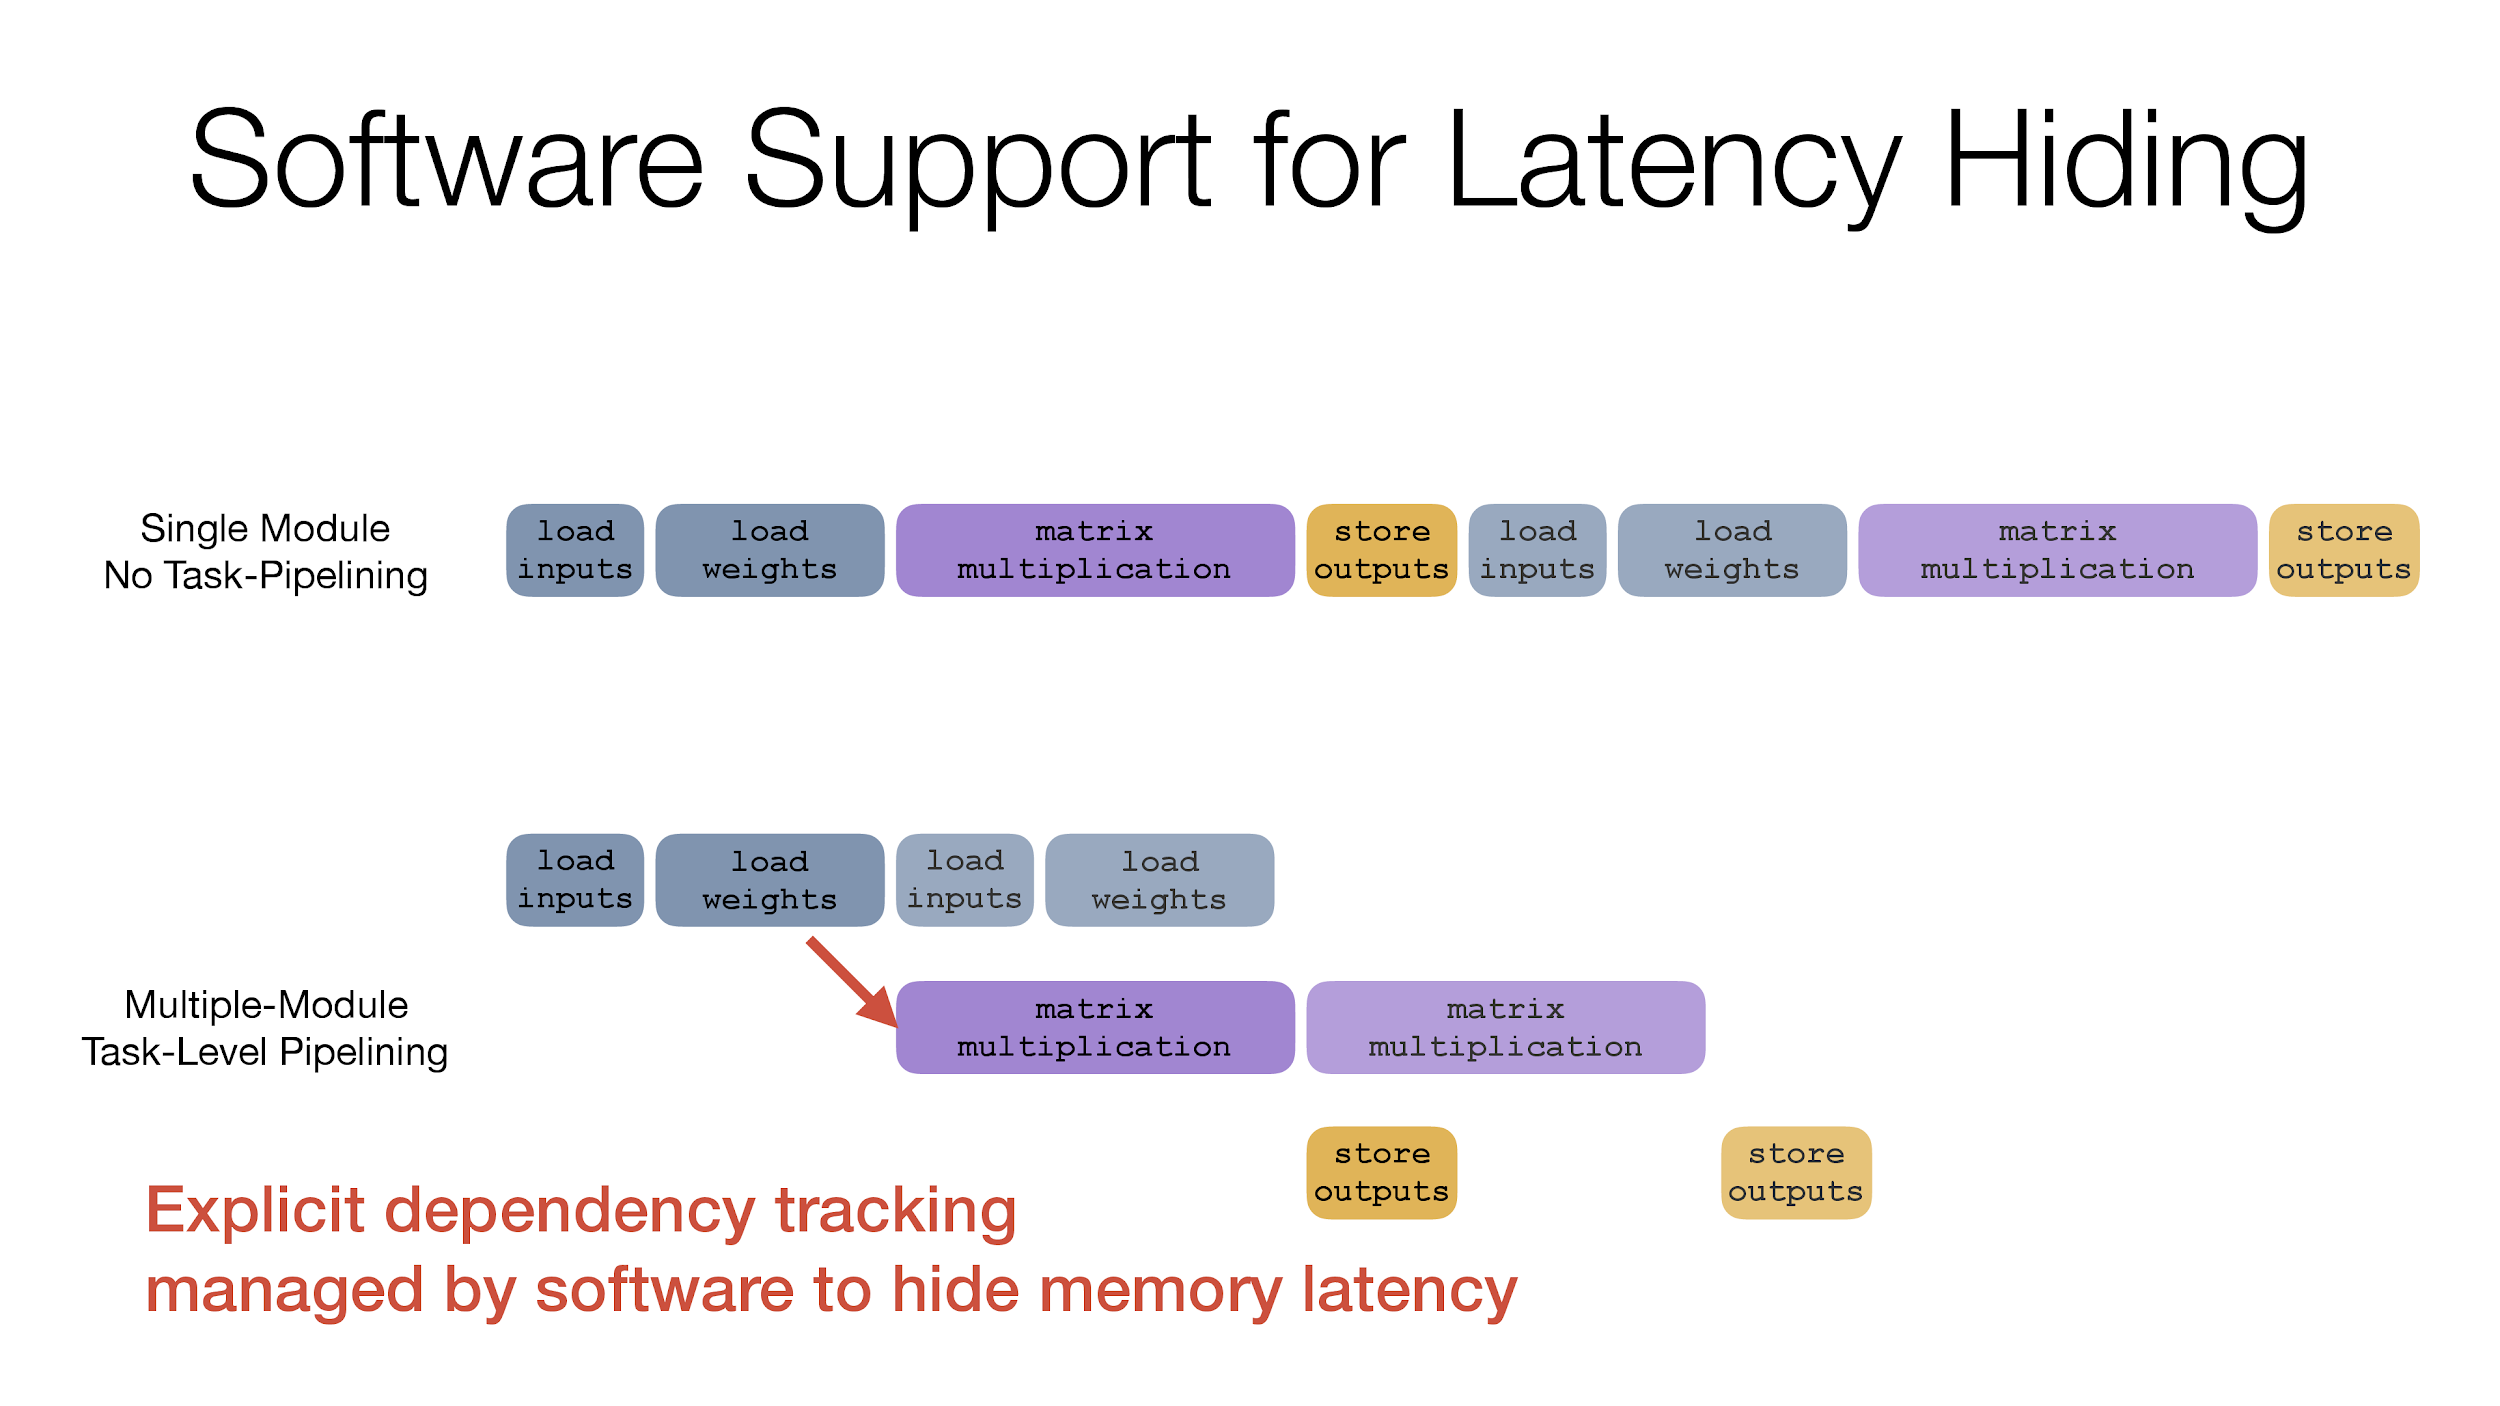 Software Support for Latency Hiding
Single Module
No Task-Pipelining
load
inputs
load
weights
matrix
multiplication
store
outputs
load
inputs
load
weights
matrix
multiplication
store
outputs
load
inputs
load
weights
load
inputs
load
weights
Multiple-Module
Task-Level Pipelining
matrix
multiplication
matrix
multiplication
store
outputs
store
outputs
Explicit dependency tracking
managed by software to hide memory latency